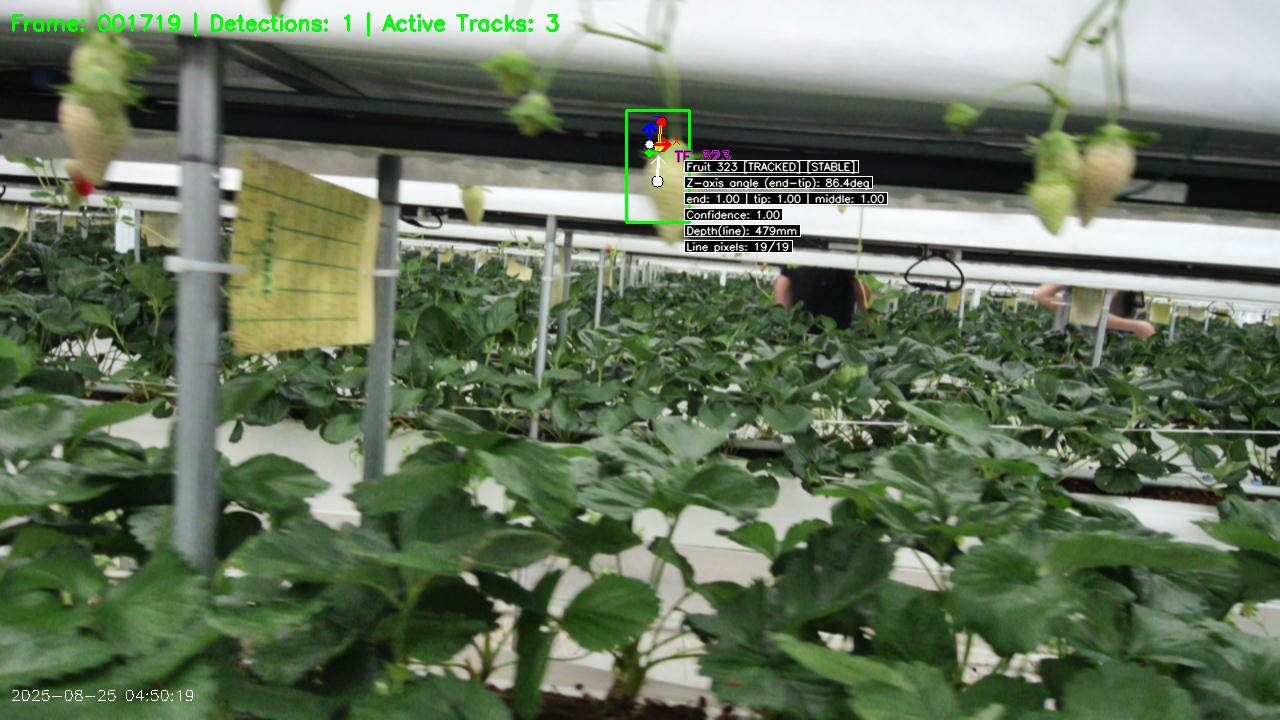 Frame: 001719 | Detections: 1 | Active Tracks: 3
Fruit 323 [TRACKED] [STABLE]
Z-axis angle (end-tip): 86.4deg
end: 1.00 | tip: 1.00 | middle: 1.00
Confidence: 1.00
Depth(line): 479mm
Line pixels: 19/19
2025-08-25 04:50:19